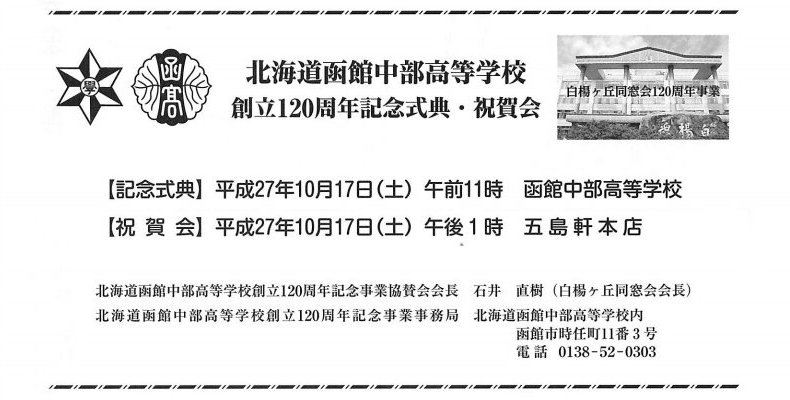 學
函高
北海道函館中部高等学校
創立120周年記念式典・祝賀会
白楊ヶ丘同窓会120周年事業
【記念式典】平成27年10月17日(土) 午前11時 函館中部高等学校
【祝賀会】平成27年10月17日(土) 午後1時 五島軒本店
北海道函館中部高等学校創立120周年記念事業協賛会会長 石井 直樹（白楊ヶ丘同窓会会長）
北海道函館中部高等学校創立120周年記念事業事務局 北海道函館中部高等学校内
函館市時任町11番3号
電話 0138-52-0303